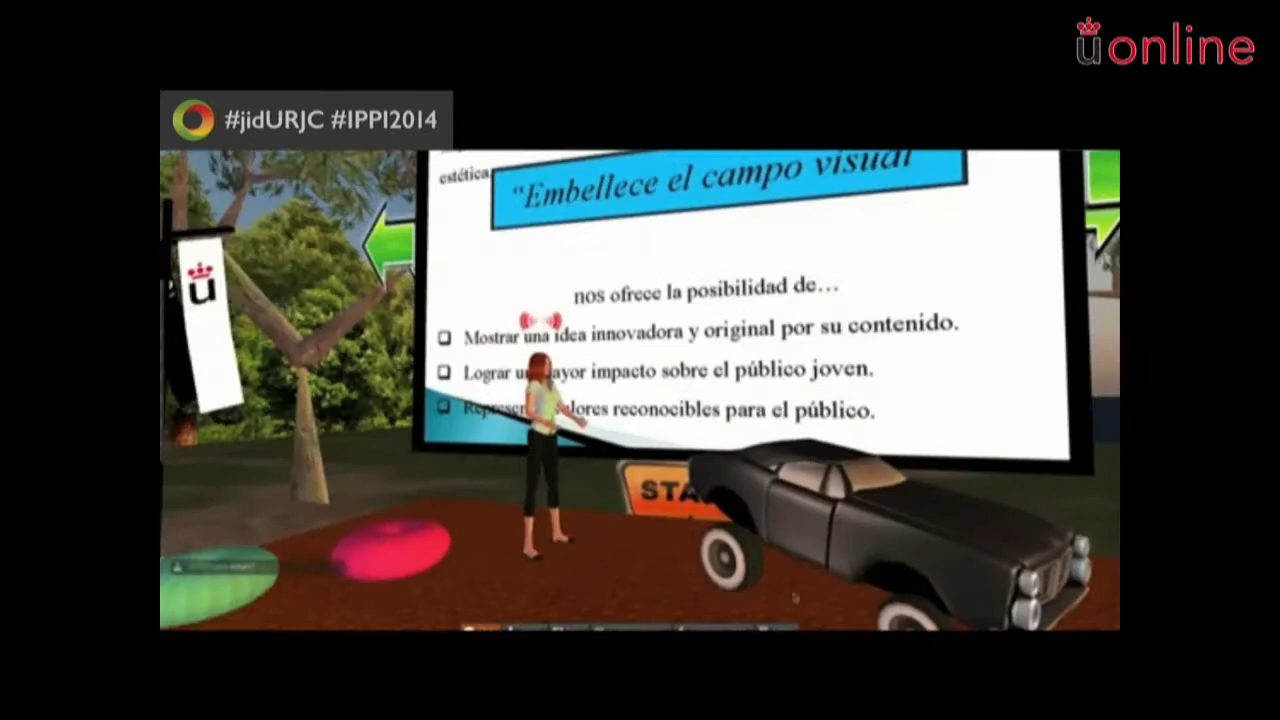 uonline
#jidURJC #IPPI2014
estética.
“Embellece el campo visual
u
nos ofrece la posibilidad de…
Mostrar una idea innovadora y original por su contenido.
Lograr ayor impacto sobre el público joven.
reconocibles para el público.
STA